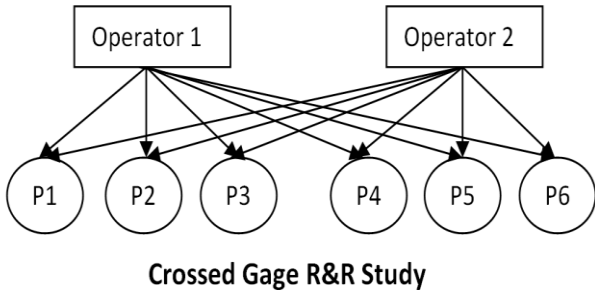 Operator 1
Operator 2
P1
P2
P3
P4
P5
P6
Crossed Gage R&R Study